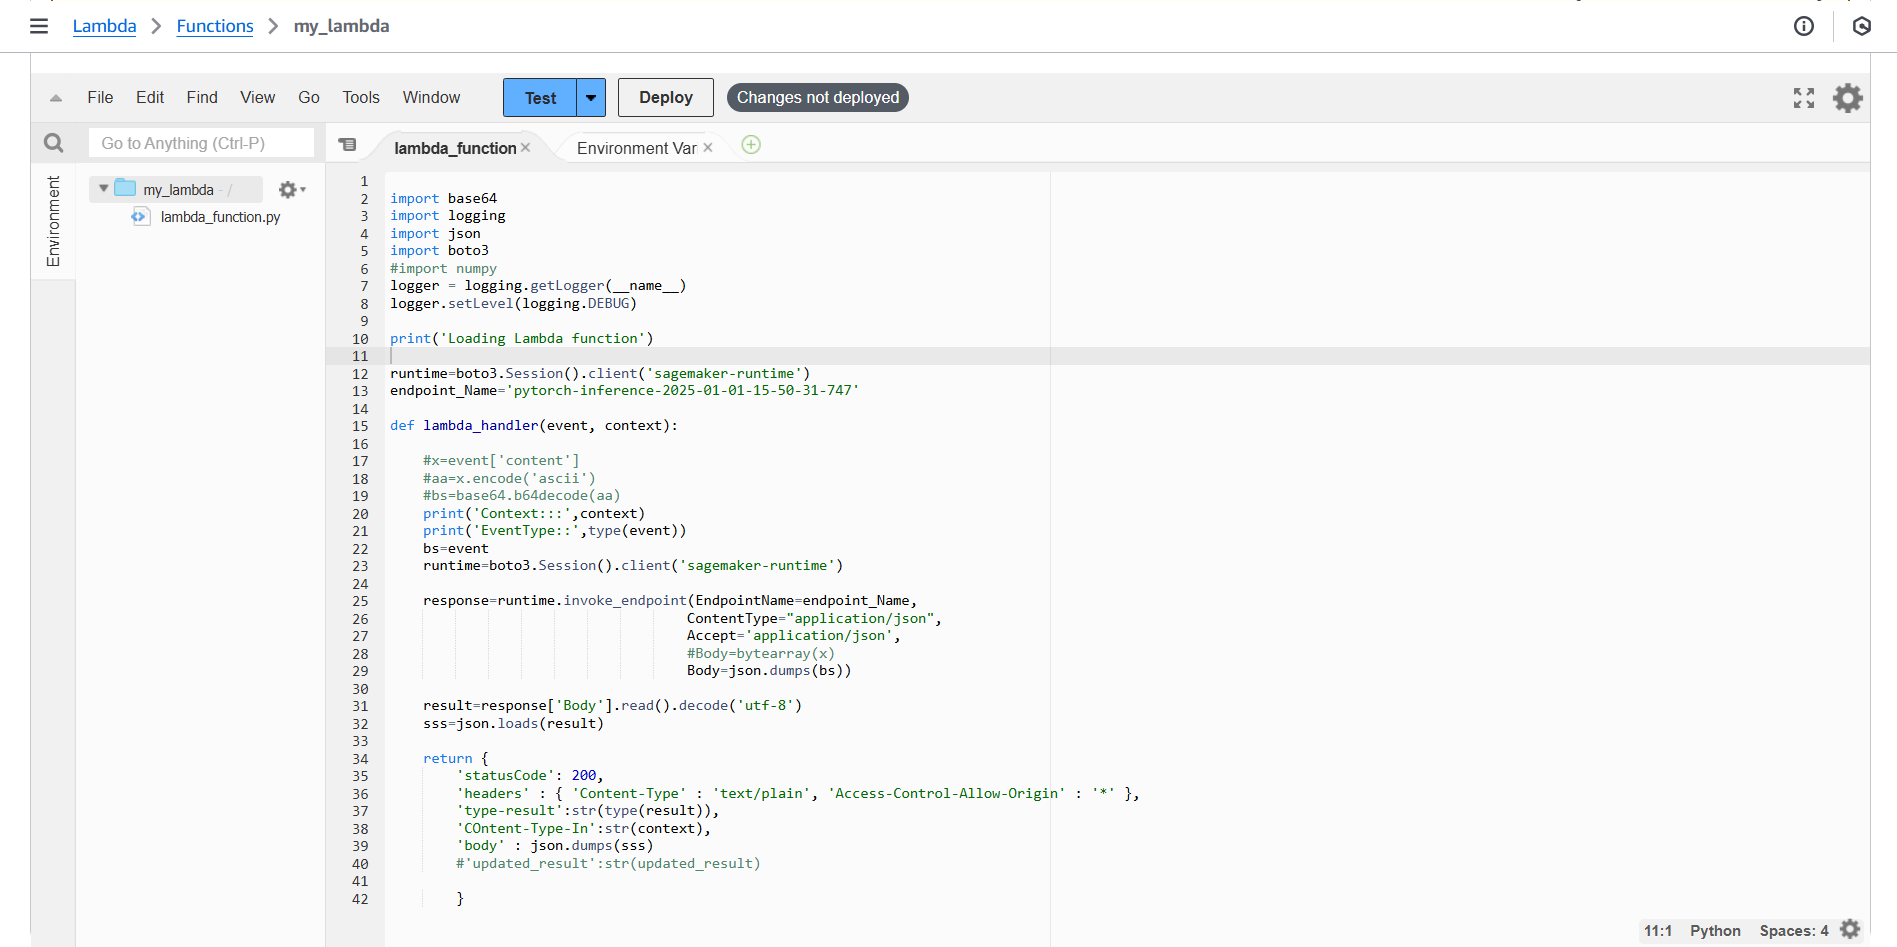 Lambda > Functions > my_lambda
File Edit Find View Go Tools Window Test Deploy Changes not deployed
Go to Anything (Ctrl-P)
lambda_function × Environment Var ×
Environment
my_lambda - /
lambda_function.py
1
2 import base64
3 import logging
4 import json
5 import boto3
6 #import numpy
7 logger = logging.getLogger(__name__)
8 logger.setLevel(logging.DEBUG)
9
10 print('Loading Lambda function')
11
12 runtime=boto3.Session().client('sagemaker-runtime')
13 endpoint_Name='pytorch-inference-2025-01-01-15-50-31-747'
14
15 def lambda_handler(event, context):
16
17     #x=event['content']
18     #aa=x.encode('ascii')
19     #bs=base64.b64decode(aa)
20     print('Context:::',context)
21     print('EventType::',type(event))
22     bs=event
23     runtime=boto3.Session().client('sagemaker-runtime')
24
25     response=runtime.invoke_endpoint(EndpointName=endpoint_Name,
26                                     ContentType="application/json",
27                                     Accept='application/json',
28                                     #Body=bytearray(x)
29                                     Body=json.dumps(bs))
30
31     result=response['Body'].read().decode('utf-8')
32     sss=json.loads(result)
33
34     return {
35         'statusCode': 200,
36         'headers' : { 'Content-Type' : 'text/plain', 'Access-Control-Allow-Origin' : '*' },
37         'type-result':str(type(result)),
38         'COntent-Type-In':str(context),
39         'body' : json.dumps(sss)
40         #'updated_result':str(updated_result)
41
42         }
11:1 Python Spaces: 4